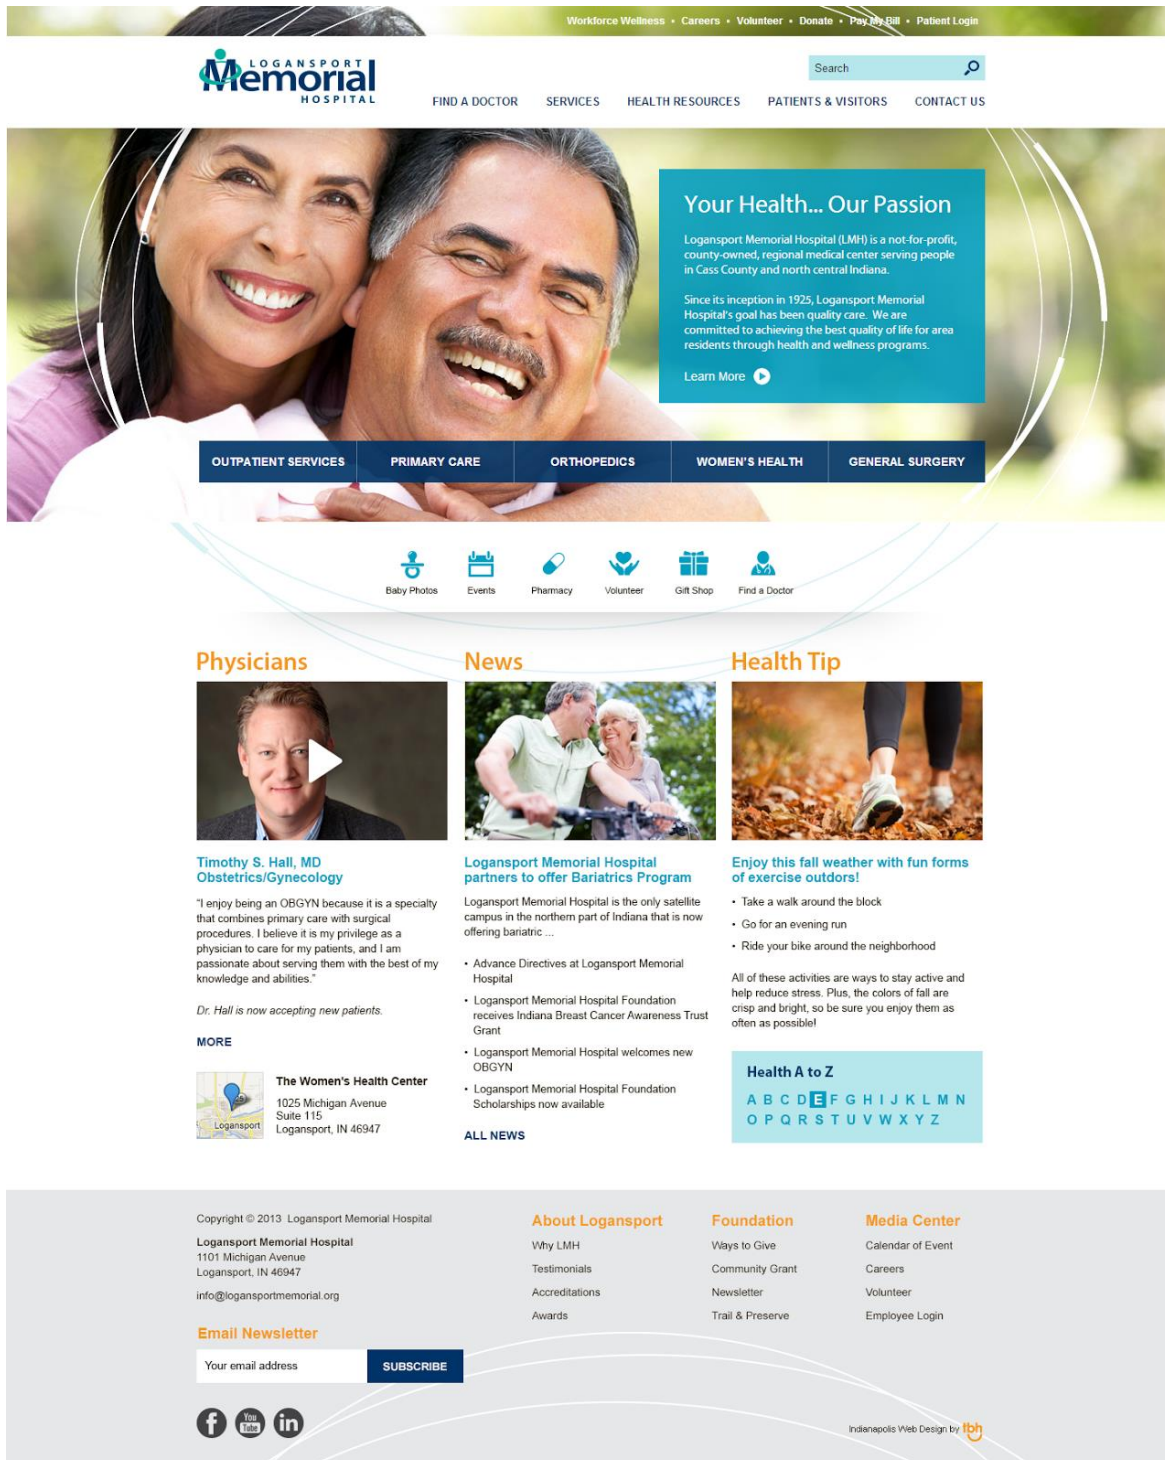 Workforce Wellness • Careers • Volunteer • Donate • Pay My Bill • Patient Login
LOGANSPORT
Memorial
HOSPITAL
Search
FIND A DOCTOR SERVICES HEALTH RESOURCES PATIENTS & VISITORS CONTACT US
Your Health... Our Passion
Logansport Memorial Hospital (LMH) is a not-for-profit,
county-owned, regional medical center serving people
in Cass County and north central Indiana.
Since its inception in 1925, Logansport Memorial
Hospital's goal has been quality care. We are
committed to achieving the best quality of life for area
residents through health and wellness programs.
Learn More
OUTPATIENT SERVICES PRIMARY CARE ORTHOPEDICS WOMEN'S HEALTH GENERAL SURGERY
Baby Photos Events Pharmacy Volunteer Gift Shop Find a Doctor
Physicians
Timothy S. Hall, MD
Obstetrics/Gynecology
"I enjoy being an OBGYN because it is a specialty
that combines primary care with surgical
procedures. I believe it is my privilege as a
physician to care for my patients, and I am
passionate about serving them with the best of my
knowledge and abilities."
Dr. Hall is now accepting new patients.
MORE
Logansport
The Women's Health Center
1025 Michigan Avenue
Suite 115
Logansport, IN 46947
News
Logansport Memorial Hospital
partners to offer Bariatrics Program
Logansport Memorial Hospital is the only satellite
campus in the northern part of Indiana that is now
offering bariatric ...
• Advance Directives at Logansport Memorial
Hospital
• Logansport Memorial Hospital Foundation
receives Indiana Breast Cancer Awareness Trust
Grant
• Logansport Memorial Hospital welcomes new
OBGYN
• Logansport Memorial Hospital Foundation
Scholarships now available
ALL NEWS
Health Tip
Enjoy this fall weather with fun forms
of exercise outdors!
• Take a walk around the block
• Go for an evening run
• Ride your bike around the neighborhood
All of these activities are ways to stay active and
help reduce stress. Plus, the colors of fall are
crisp and bright, so be sure you enjoy them as
often as possible!
Health A to Z
A B C D E F G H I J K L M N
O P Q R S T U V W X Y Z
Copyright © 2013 Logansport Memorial Hospital
Logansport Memorial Hospital
1101 Michigan Avenue
Logansport, IN 46947
info@logansportmemorial.org
Email Newsletter
Your email address SUBSCRIBE
f You Tube in
About Logansport
Why LMH
Testimonials
Accreditations
Awards
Foundation
Ways to Give
Community Grant
Newsletter
Trail & Preserve
Media Center
Calendar of Event
Careers
Volunteer
Employee Login
Indianapolis Web Design by fbh